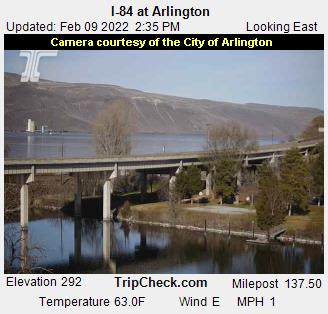 I-84 at Arlington
Updated: Feb 09 2022 2:35 PM Looking East
Camera courtesy of the City of Arlington
Elevation 292 TripCheck.com Milepost 137.50
Temperature 63.0F Wind E MPH 1